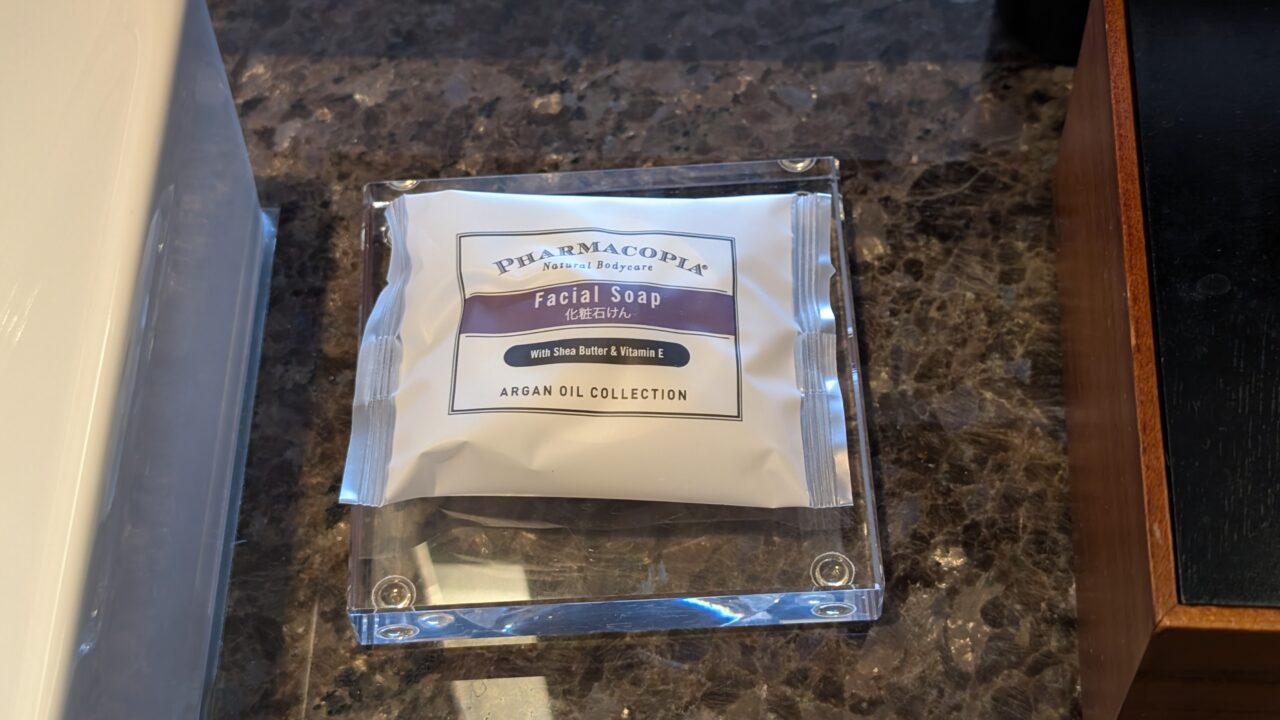 PHARMACOPIA®
Natural Bodycare
Facial Soap
化粧石けん
With Shea Butter & Vitamin E
ARGAN OIL COLLECTION